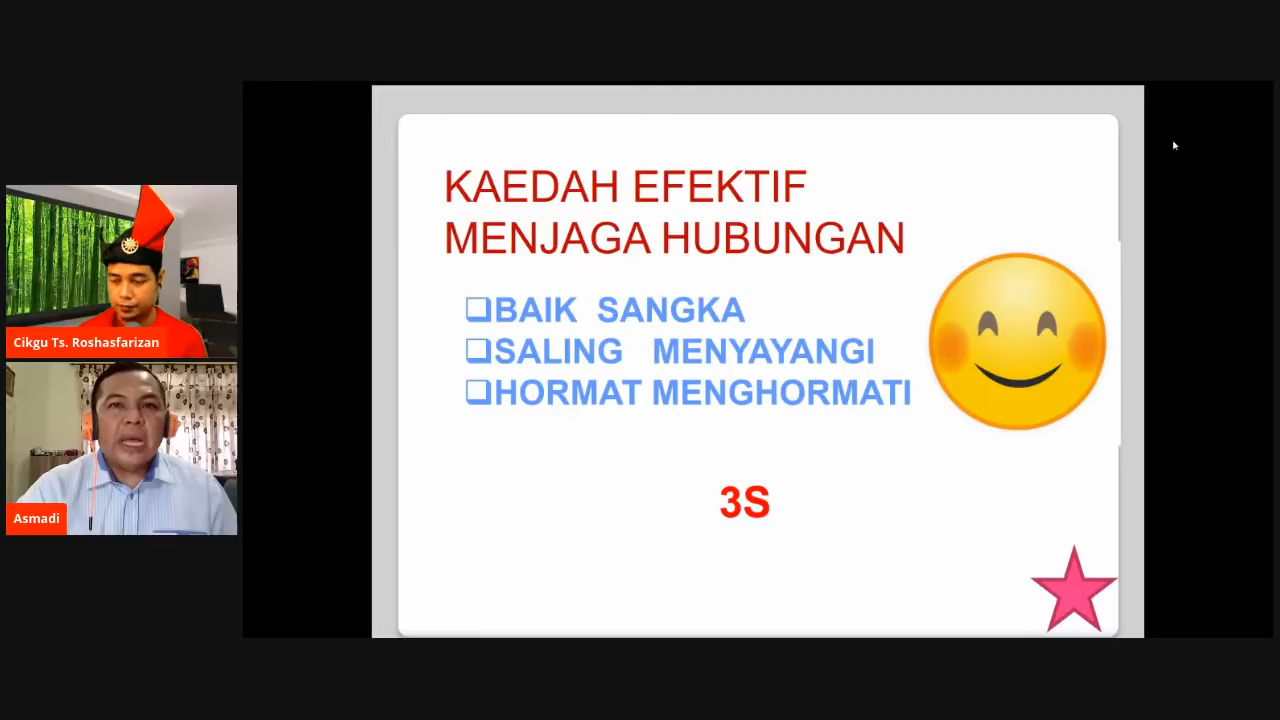 KAEDAH EFEKTIF
MENJAGA HUBUNGAN
❑BAIK SANGKA
❑SALING MENYAYANGI
❑HORMAT MENGHORMATI
3S
Cikgu Ts. Roshasfarizan
Asmadi